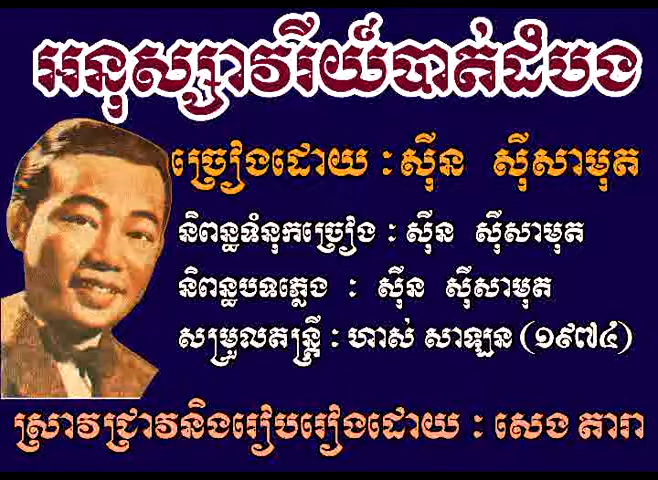 អនុស្សាវរីយ៍បាត់ដំបង
ច្រៀងដោយ : ស៊ីន ស៊ីសាមុត
និពន្ធទំនុកច្រៀង : ស៊ីន ស៊ីសាមុត
និពន្ធបទភ្លេង : ស៊ីន ស៊ីសាមុត
សម្រួលតន្ត្រី : ហាស់ សាឡន (១៩៧៤)
ស្រាវជ្រាវនិងរៀបរៀងដោយ : សេង តារា